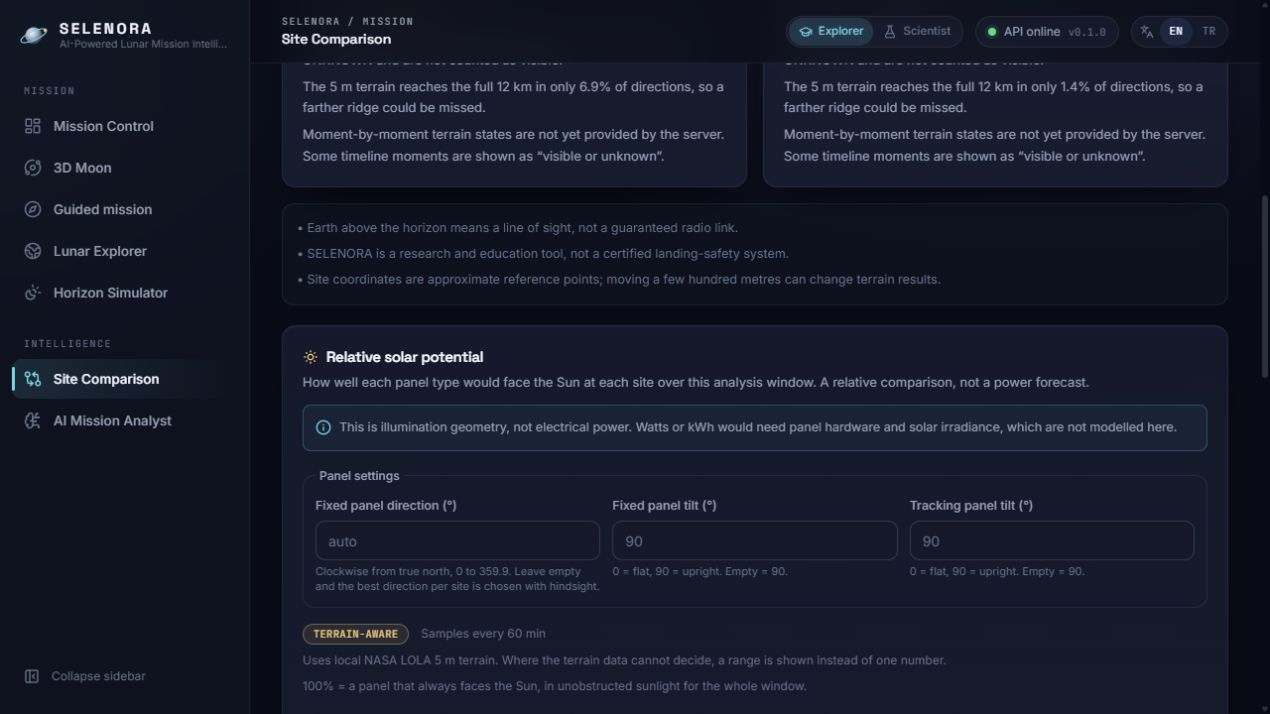 SELENORA
AI-Powered Lunar Mission Intelli...
MISSION
Mission Control
3D Moon
Guided mission
Lunar Explorer
Horizon Simulator
INTELLIGENCE
Site Comparison
AI Mission Analyst
Collapse sidebar
SELENORA / MISSION
Site Comparison
Explorer
Scientist
API online v0.1.0
EN
TR
The 5 m terrain reaches the full 12 km in only 6.9% of directions, so a
farther ridge could be missed.
Moment-by-moment terrain states are not yet provided by the server.
Some timeline moments are shown as “visible or unknown”.
The 5 m terrain reaches the full 12 km in only 1.4% of directions, so a
farther ridge could be missed.
Moment-by-moment terrain states are not yet provided by the server.
Some timeline moments are shown as “visible or unknown”.
• Earth above the horizon means a line of sight, not a guaranteed radio link.
• SELENORA is a research and education tool, not a certified landing-safety system.
• Site coordinates are approximate reference points; moving a few hundred metres can change terrain results.
Relative solar potential
How well each panel type would face the Sun at each site over this analysis window. A relative comparison, not a power forecast.
This is illumination geometry, not electrical power. Watts or kWh would need panel hardware and solar irradiance, which are not modelled here.
Panel settings
Fixed panel direction (°)
auto
Clockwise from true north, 0 to 359.9. Leave empty
and the best direction per site is chosen with hindsight.
Fixed panel tilt (°)
90
0 = flat, 90 = upright. Empty = 90.
Tracking panel tilt (°)
90
0 = flat, 90 = upright. Empty = 90.
TERRAIN-AWARE
Samples every 60 min
Uses local NASA LOLA 5 m terrain. Where the terrain data cannot decide, a range is shown instead of one number.
100% = a panel that always faces the Sun, in unobstructed sunlight for the whole window.